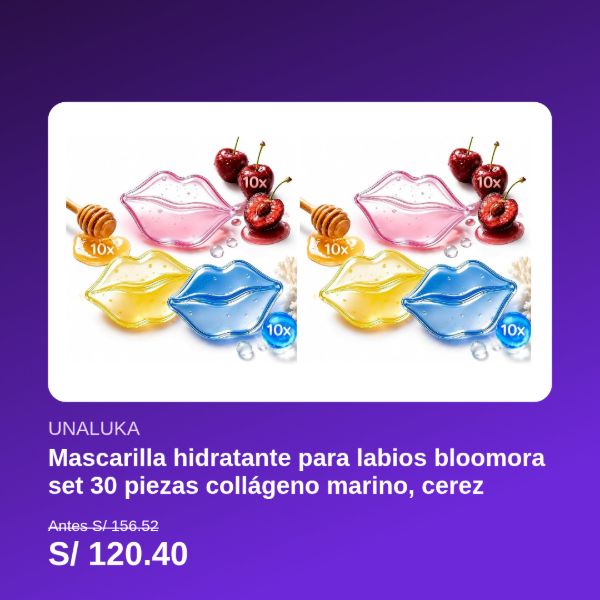 10x
10x
10x
10x
10x
10x
UNALUKA
Mascarilla hidratante para labios bloomora
set 30 piezas collágeno marino, cerez
Antes S/ 156.52
S/ 120.40